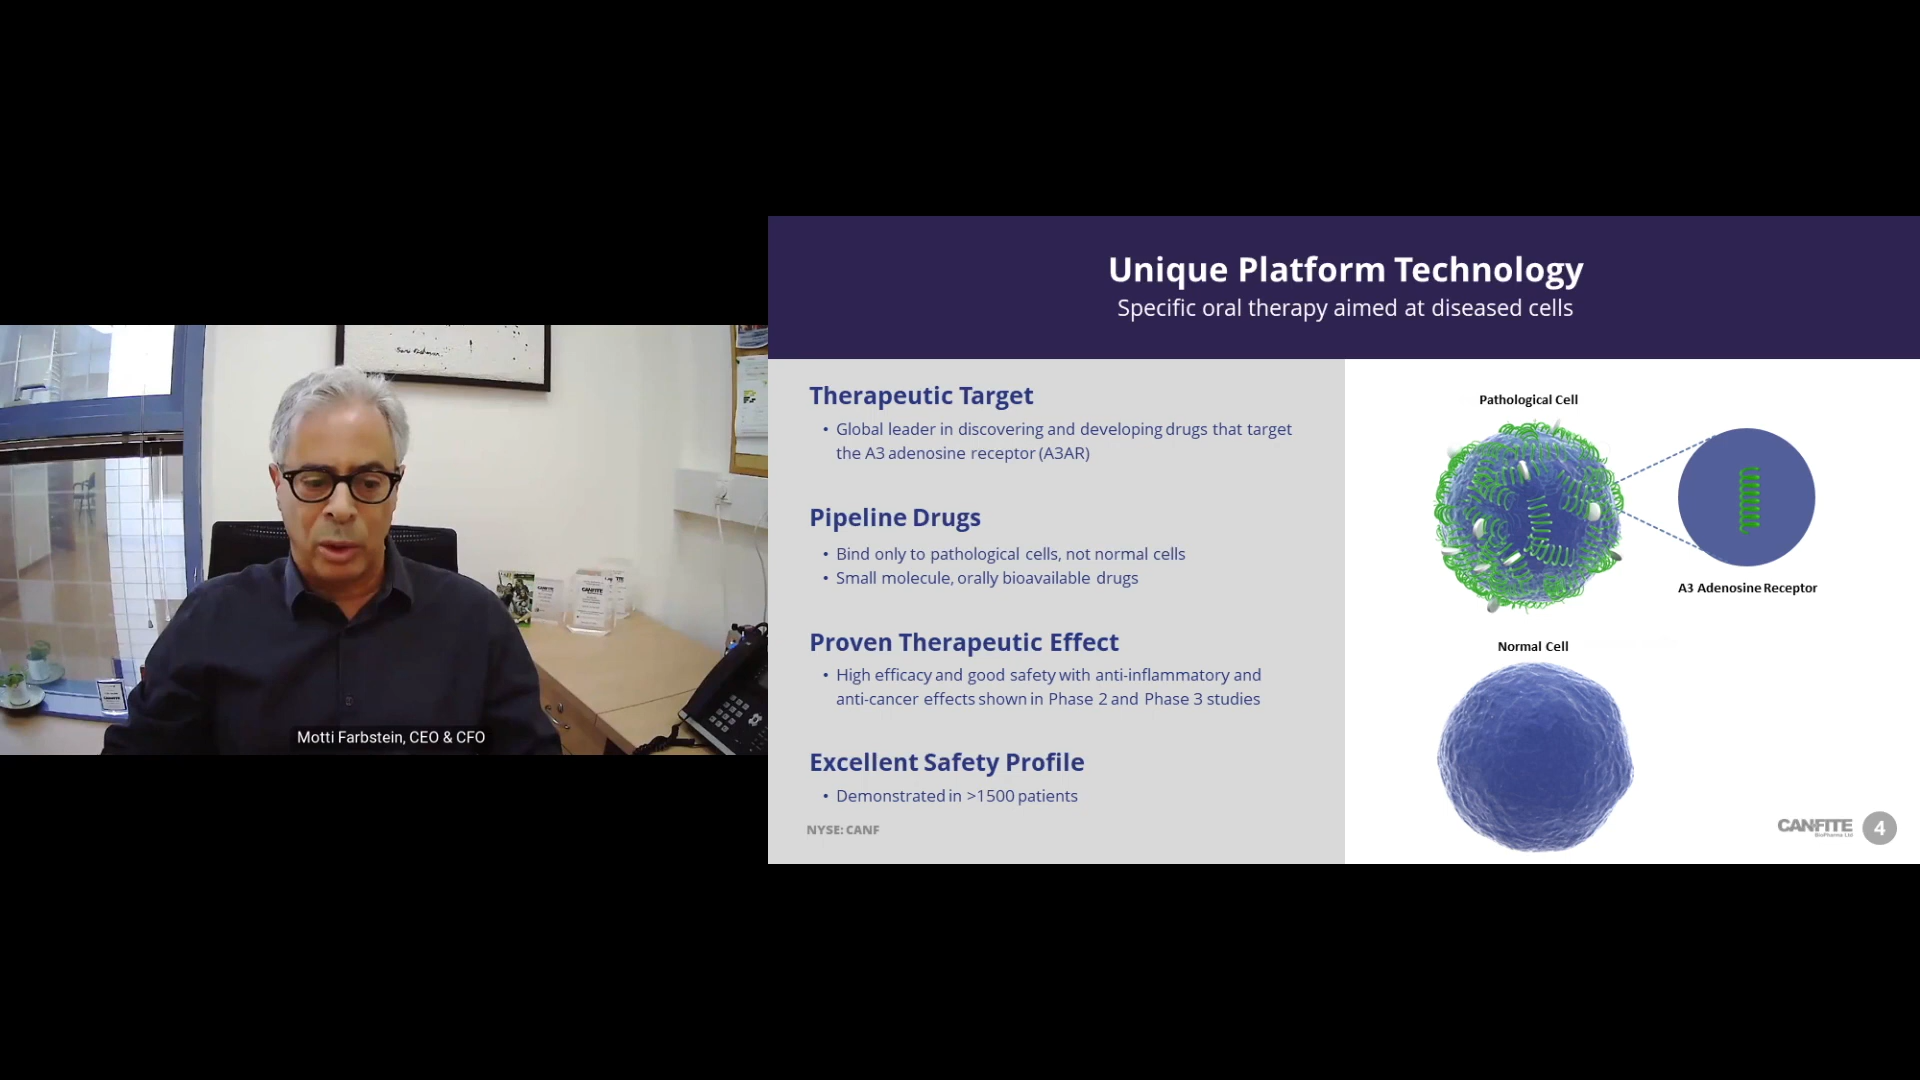 Motti Farbstein, CEO & CFO
Unique Platform Technology
Specific oral therapy aimed at diseased cells
Therapeutic Target
• Global leader in discovering and developing drugs that target
the A3 adenosine receptor (A3AR)
Pipeline Drugs
• Bind only to pathological cells, not normal cells
• Small molecule, orally bioavailable drugs
Proven Therapeutic Effect
• High efficacy and good safety with anti-inflammatory and
anti-cancer effects shown in Phase 2 and Phase 3 studies
Excellent Safety Profile
• Demonstrated in >1500 patients
NYSE: CANF
Pathological Cell
A3 Adenosine Receptor
Normal Cell
CANFITE
BioPharma Ltd
4